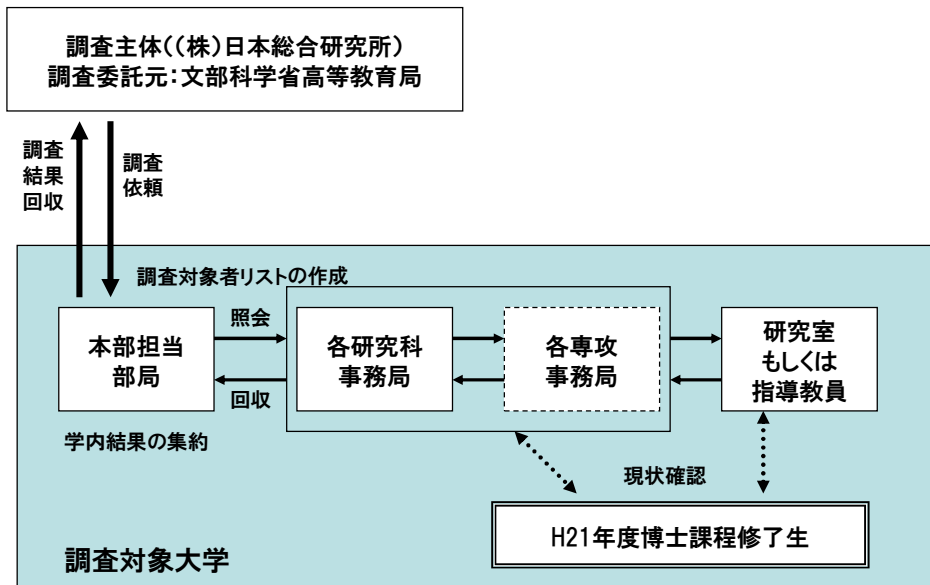 調査主体((株)日本総合研究所)
調査委託元:文部科学省高等教育局
調査
結果
回収
調査
依頼
調査対象者リストの作成
照会
本部担当
部局
各研究科
事務局
各専攻
事務局
研究室
もしくは
指導教員
回収
学内結果の集約
現状確認
H21年度博士課程修了生
調査対象大学